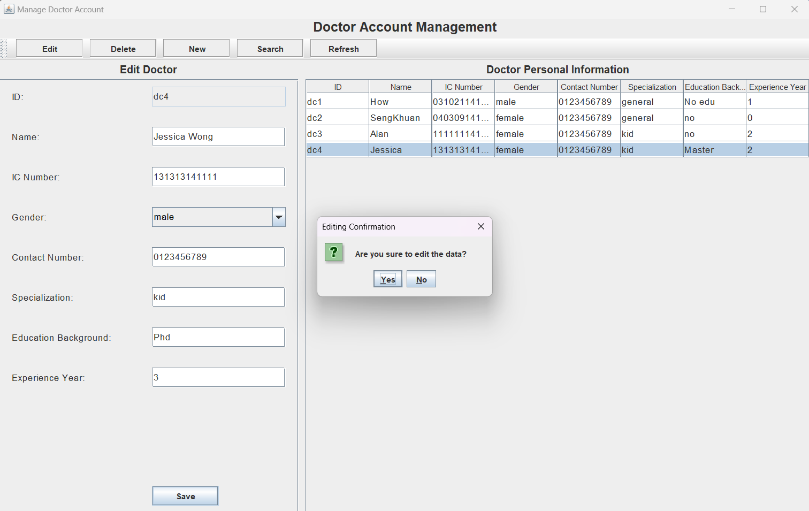 Manage Doctor Account
Doctor Account Management
Edit Delete New Search Refresh
Edit Doctor
ID: dc4
Name: Jessica Wong
IC Number: 131313141111
Gender: male
Contact Number: 0123456789
Specialization: kid
Education Background: Phd
Experience Year: 3
Save
Doctor Personal Information
ID Name IC Number Gender Contact Number Specialization Education Back... Experience Year
dc1 How 031021141... male 0123456789 general No edu 1
dc2 SengKhuan 040309141... female 0123456789 general no 0
dc3 Alan 111111141... female 0123456789 kid no 2
dc4 Jessica 131313141... female 0123456789 kid Master 2
Editing Confirmation
?
Are you sure to edit the data?
Yes No